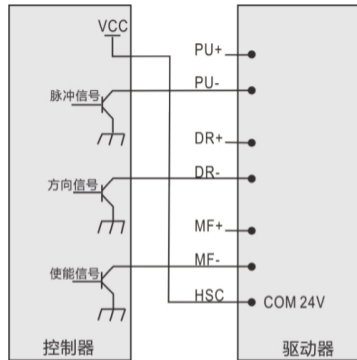 VCC
脉冲信号
方向信号
使能信号
控制器
PU+
PU-
DR+
DR-
MF+
MF-
HSC
COM 24V
驱动器